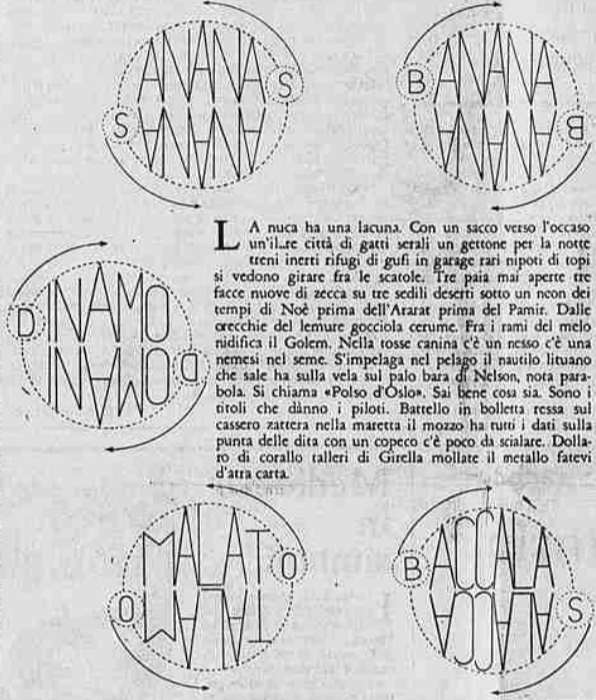 ANANAS
ANANAS
BANANA
BANANA
LA nuca ha una lacuna. Con un sacco verso l'occaso
città di gatti serali un gettone per la notte
treni inerti rifugi di gufi in garage rari nipoti di topi
si vedono girare fra le scatole. Tre paia mai aperte tre
facce nuove di zecca su tre sedili deserti sotto un neon dei
tempi di Noè prima dell'Ararat prima del Pamir. Dalle
orecchie del lemure gocciola cerume. Fra i rami del melo
nidifica il Golem. Nella tosse canina c'è un nesso c'è una
nemesi nel seme. S'impelaga nel pelago il nautilo lituano
che sale ha sulla vela sul palo bara di Nelson, nota para-
bola. Si chiama «Polso d'Oslo». Sai bene cosa sia. Sono i
titoli che dànno i piloti. Battello in bolletta ressa sul
cassero zattera nella maretta il mozzo ha tutti i dati sulla
punta delle dita con un copeco c'è poco da scialare. Dolla-
ro di corallo talleri di Girella mollate il metallo fatevi
d'atra carta.
DINAMO
DOMANI
MALATO
TALAMO
BACCALA
SALACCA